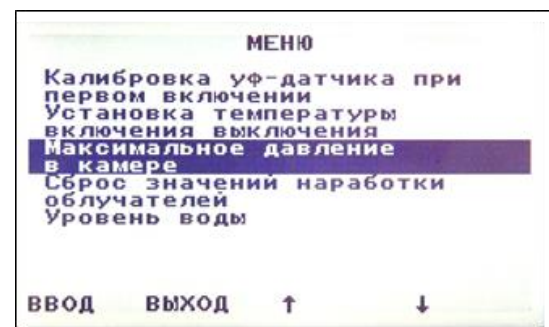 МЕНЮ
Калибровка уф-датчика при
первом включении
Установка температуры
включения выключения
Максимальное давление
в камере
Сброс значений наработки
облучателей
Уровень воды
ВВОД ВЫХОД ↑ ↓